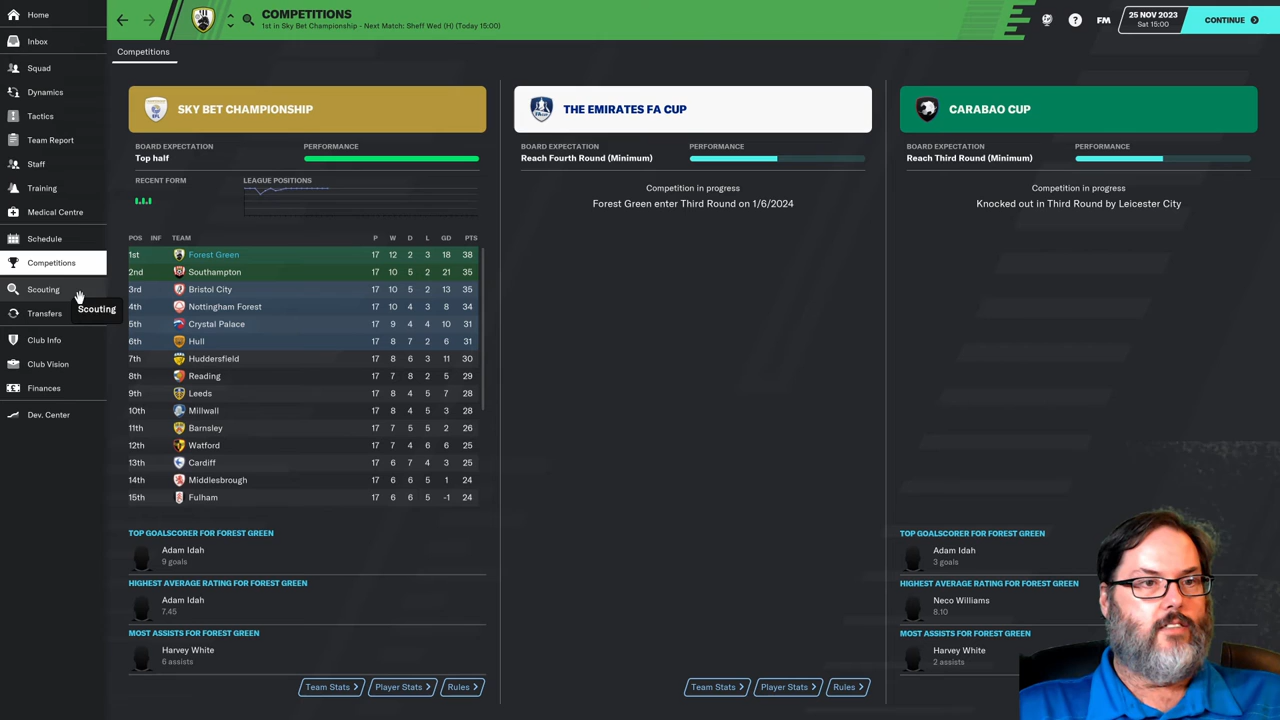 Home
Inbox
Squad
Dynamics
Tactics
Team Report
Staff
Training
Medical Centre
Schedule
Competitions
Scouting
Scouting
Transfers
Club Info
Club Vision
Finances
Dev. Center
COMPETITIONS
1st in Sky Bet Championship - Next Match: Sheff Wed (H) (Today 15:00)
FM
25 NOV 2023
Sat 15:00
CONTINUE
Competitions
SKY BET CHAMPIONSHIP
BOARD EXPECTATION PERFORMANCE
Top half
RECENT FORM LEAGUE POSITIONS
POS INF TEAM P W D L GD PTS
1st Forest Green 17 12 2 3 18 38
2nd Southampton 17 10 5 2 21 35
3rd Bristol City 17 10 5 2 13 35
4th Nottingham Forest 17 10 4 3 8 34
5th Crystal Palace 17 9 4 4 10 31
6th Hull 17 8 7 2 6 31
7th Huddersfield 17 8 6 3 11 30
8th Reading 17 7 8 2 5 29
9th Leeds 17 8 4 5 7 28
10th Millwall 17 8 4 5 3 28
11th Barnsley 17 7 5 5 2 26
12th Watford 17 7 4 6 6 25
13th Cardiff 17 6 7 4 3 25
14th Middlesbrough 17 6 6 5 1 24
15th Fulham 17 6 6 5 -1 24
TOP GOALSCORER FOR FOREST GREEN
Adam Idah
9 goals
HIGHEST AVERAGE RATING FOR FOREST GREEN
Adam Idah
7.45
MOST ASSISTS FOR FOREST GREEN
Harvey White
6 assists
Team Stats Player Stats Rules
THE EMIRATES FA CUP
BOARD EXPECTATION PERFORMANCE
Reach Fourth Round (Minimum)
Competition in progress
Forest Green enter Third Round on 1/6/2024
Team Stats Player Stats Rules
CARABAO CUP
BOARD EXPECTATION PERFORMANCE
Reach Third Round (Minimum)
Competition in progress
Knocked out in Third Round by Leicester City
TOP GOALSCORER FOR FOREST GREEN
Adam Idah
3 goals
HIGHEST AVERAGE RATING FOR FOREST GREEN
Neco Williams
8.10
MOST ASSISTS FOR FOREST GREEN
Harvey White
2 assists